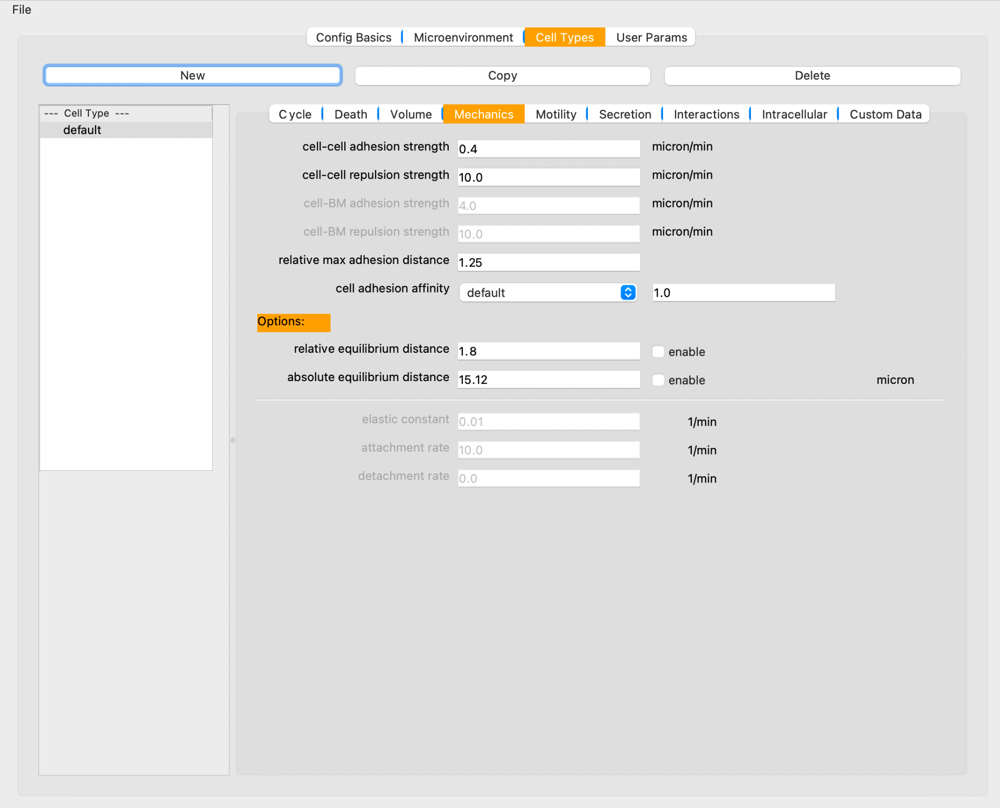 File
Config Basics Microenvironment Cell Types User Params
New Copy Delete
--- Cell Type ---
default
Cycle Death Volume Mechanics Motility Secretion Interactions Intracellular Custom Data
cell-cell adhesion strength 0.4 micron/min
cell-cell repulsion strength 10.0 micron/min
cell-BM adhesion strength 4.0 micron/min
cell-BM repulsion strength 10.0 micron/min
relative max adhesion distance 1.25
cell adhesion affinity default 1.0
Options:
relative equilibrium distance 1.8 enable
absolute equilibrium distance 15.12 enable micron
elastic constant 0.01 1/min
attachment rate 10.0 1/min
detachment rate 0.0 1/min